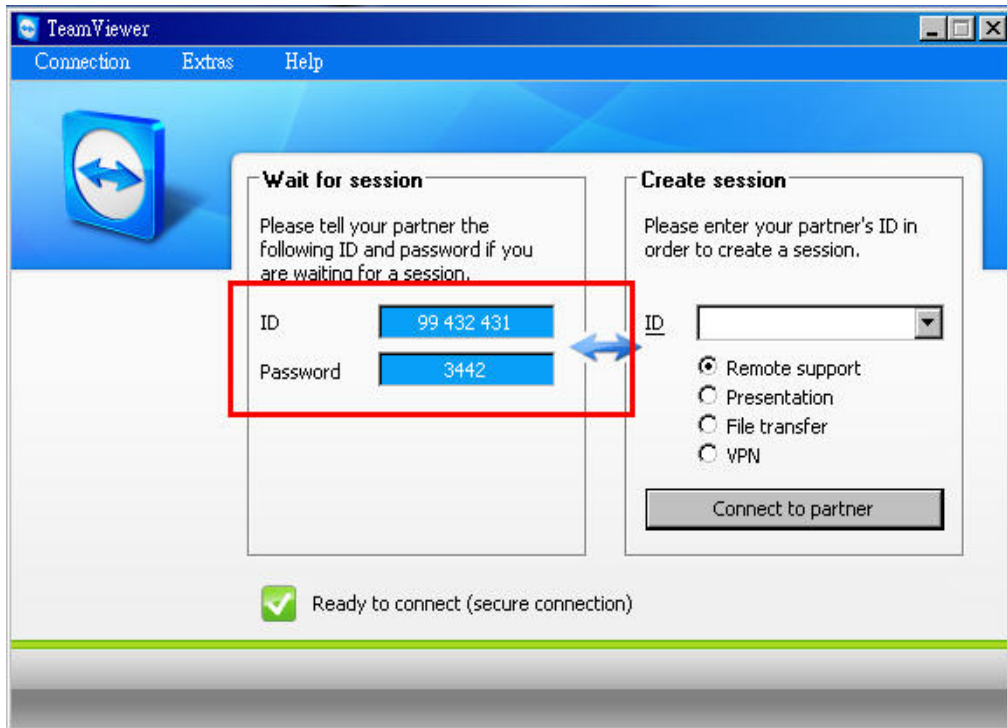 TeamViewer
Connection Extras Help
Wait for session
Please tell your partner the
following ID and password if you
are waiting for a session.
ID 99 432 431
Password 3442
Create session
Please enter your partner's ID in
order to create a session.
ID
Remote support
Presentation
File transfer
VPN
Connect to partner
Ready to connect (secure connection)